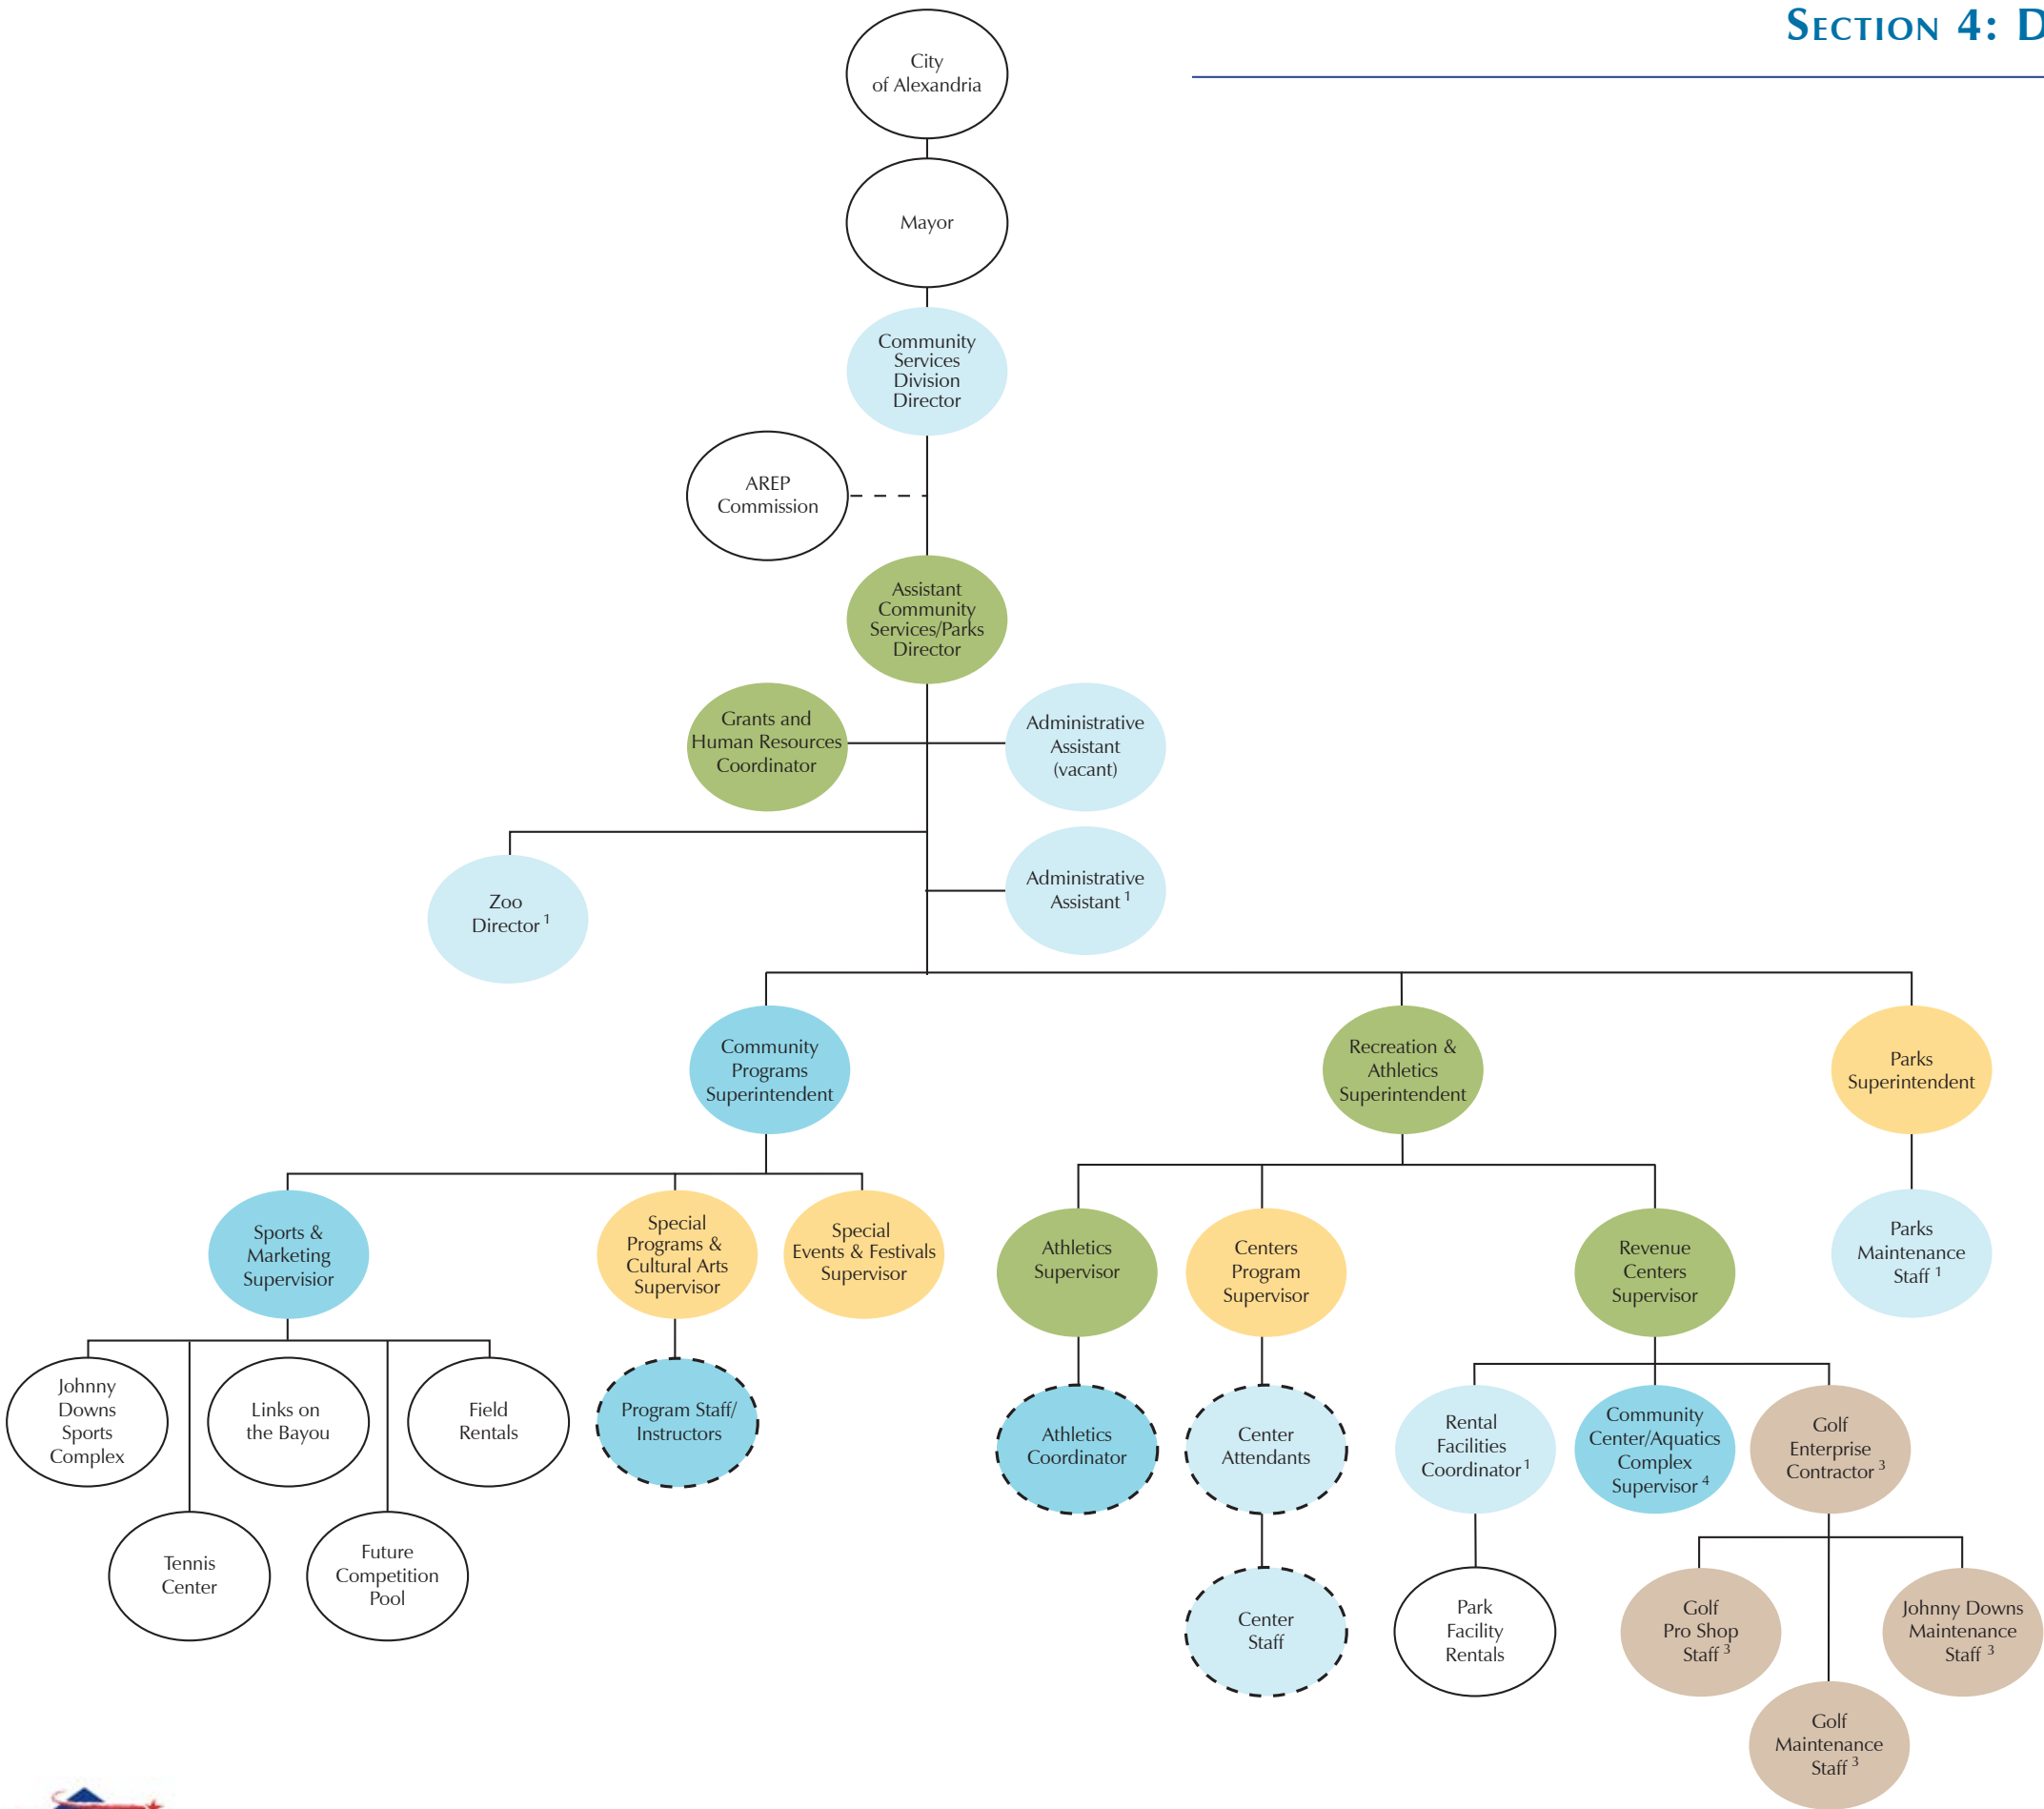 SECTION 4: D
City
of Alexandria
Mayor
Community
Services
Division
Director
AREP
Commission
Assistant
Community
Services/Parks
Director
Grants and
Human Resources
Coordinator
Administrative
Assistant
(vacant)
Zoo
Director 1
Administrative
Assistant 1
Community
Programs
Superintendent
Recreation &
Athletics
Superintendent
Parks
Superintendent
Sports &
Marketing
Supervisior
Special
Programs &
Cultural Arts
Supervisor
Special
Events & Festivals
Supervisor
Athletics
Supervisor
Centers
Program
Supervisor
Revenue
Centers
Supervisor
Parks
Maintenance
Staff 1
Johnny
Downs
Sports
Complex
Links on
the Bayou
Field
Rentals
Program Staff/
Instructors
Athletics
Coordinator
Center
Attendants
Rental
Facilities
Coordinator 1
Community
Center/Aquatics
Complex
Supervisor 4
Golf
Enterprise
Contractor 3
Tennis
Center
Future
Competition
Pool
Center
Staff
Park
Facility
Rentals
Golf
Pro Shop
Staff 3
Johnny Downs
Maintenance
Staff 3
Golf
Maintenance
Staff 3